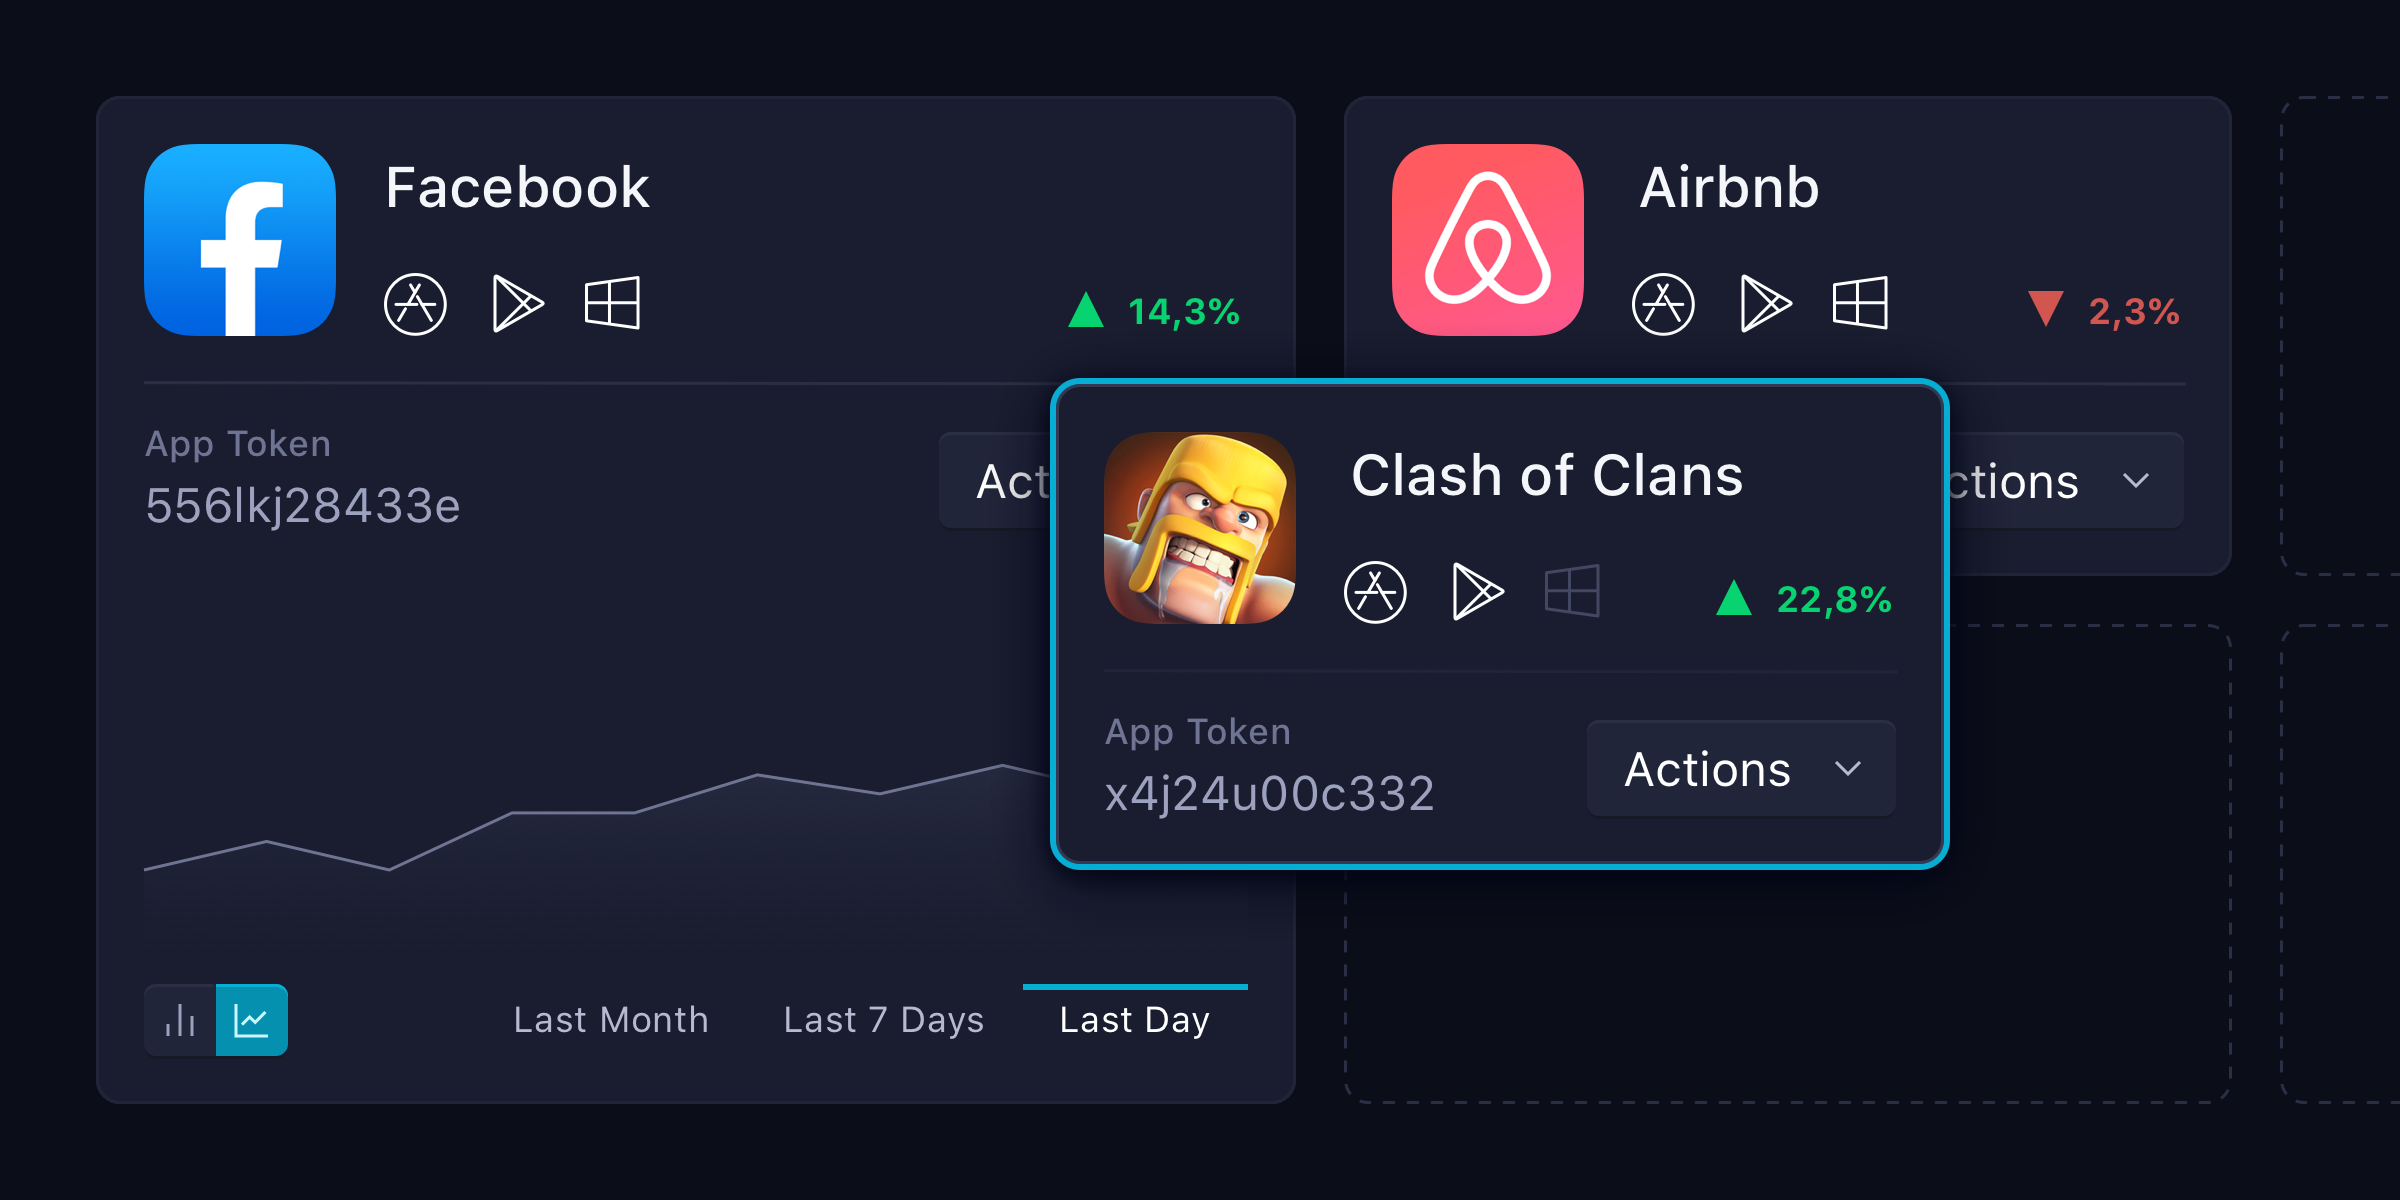 Facebook
14,3%
App Token
556lkj28433e
Act
Last Month
Last 7 Days
Last Day
Airbnb
2,3%
ctions
Clash of Clans
22,8%
App Token
x4j24u00c332
Actions